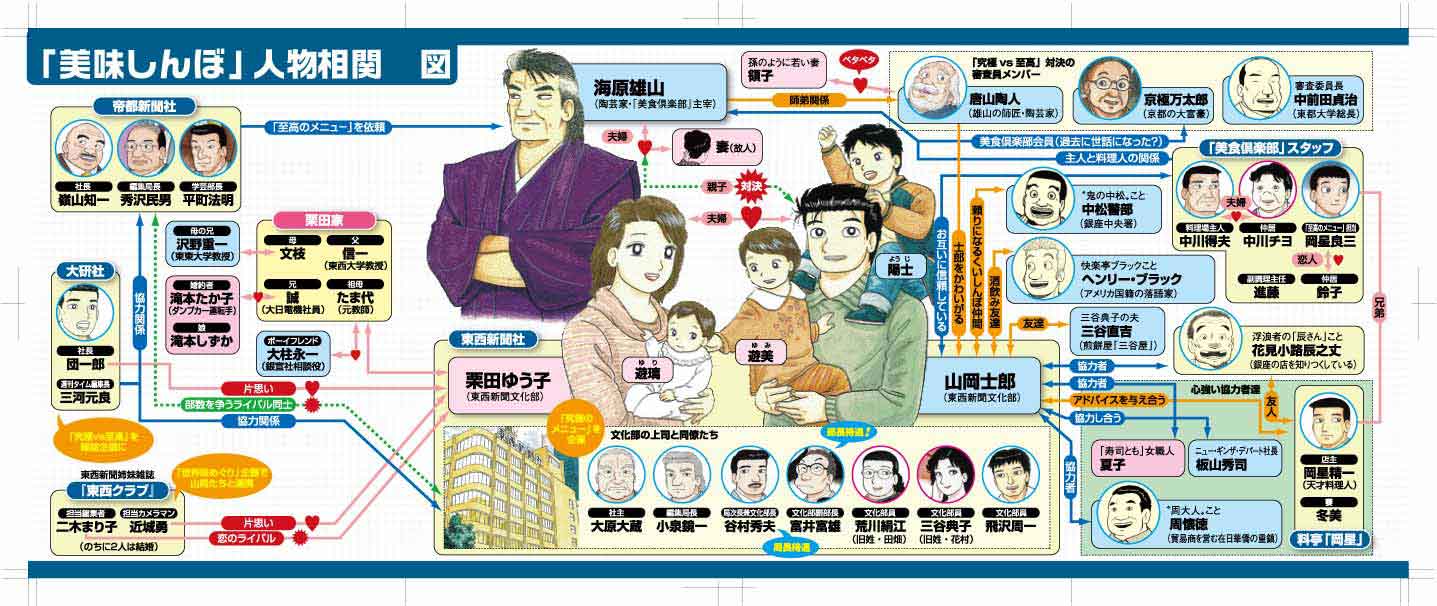 「美味しんぼ」人物相関 図
帝都新聞社
社長
嶺山知一
編集局長
秀沢民男
学芸部長
平町法明
「至高のメニュー」を依頼
海原雄山
(陶芸家・「美食倶楽部」主宰)
夫婦
妻(故人)
親子
対決
夫婦
孫のように若い妻
領子
ベタベタ
師弟関係
「究極 vs 至高」対決の
審査員メンバー
唐山陶人
(雄山の師匠・陶芸家)
京極万太郎
(京都の大富豪)
審査委員長
中前田貞治
(東都大学総長)
美食倶楽部会員(過去に世話になった?)
主人と料理人の関係
「美食倶楽部」スタッフ
料理場主人
中川得夫
夫婦
仲居
中川チヨ
「至高のメニュー」担当
岡星良三
恋人
副調理主任
進藤
仲居
鈴子
兄弟
母の兄
沢野重一
(東東大学教授)
栗田家
母
文枝
父
信一
(東西大学教授)
兄
誠
(大日電機社員)
祖母
たま代
(元教師)
婚約者
滝本たか子
(ダンプカー運転手)
娘
滝本しずか
ボーイフレンド
大柱永一
(銀宣社相談役)
協力関係
大研社
社長
団一郎
週刊タイム編集長
三河元良
「究極vs至高」を
雑誌企画に
片思い
部数を争うライバル同士
協力関係
東西新聞姉妹雑誌
『東西クラブ』
担当編集者
二木まり子
担当カメラマン
近城勇
(のちに2人は結婚)
「世界味めぐり」企画で
山岡たちと連携
片思い
恋のライバル
東西新聞社
栗田ゆう子
(東西新聞文化部)
ゆり
遊璃
ゆみ
遊美
ようじ
陽士
山岡士郎
(東西新聞文化部)
「究極の
メニュー」を
企画
文化部の上司と同僚たち
局長待遇!
社主
大原大蔵
編集局長
小泉鏡一
局次長兼文化部長
谷村秀夫
文化部副部長
富井富雄
文化部員
荒川絹江
(旧姓・田畑)
文化部員
三谷典子
(旧姓・花村)
文化部員
飛沢周一
局長待遇
お互いに信頼している
士郎をかわいがる
頼りになるくいしんぼ仲間
酒飲み友達
友達
“鬼の中松”こと
中松警部
(銀座中央署)
快楽亭ブラックこと
ヘンリー・ブラック
(アメリカ国籍の落語家)
三谷典子の夫
三谷直吉
(煎餅屋「三谷屋」)
浮浪者の「辰さん」こと
花見小路辰之丈
(銀座の店を知りつくしている)
協力者
協力者
アドバイスを与え合う
協力し合う
協力者
心強い協力者達
友人
「寿司とも」女職人
夏子
ニュー・ギンザ・デパート社長
板山秀司
“周大人”こと
周懐徳
(貿易商を営む在日華僑の重鎮)
店主
岡星精一
(天才料理人)
妻
冬美
料亭「岡星」